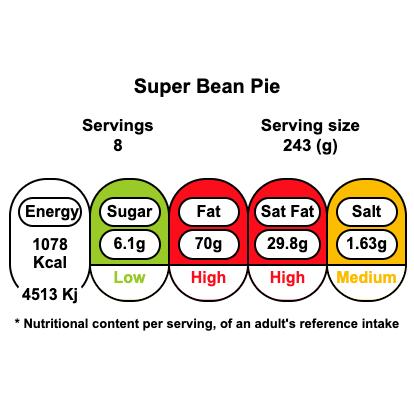 Super Bean Pie
Servings
8
Serving size
243 (g)
Energy
1078
Kcal
4513 Kj
Sugar
6.1g
Low
Fat
70g
High
Sat Fat
29.8g
High
Salt
1.63g
Medium
* Nutritional content per serving, of an adult's reference intake